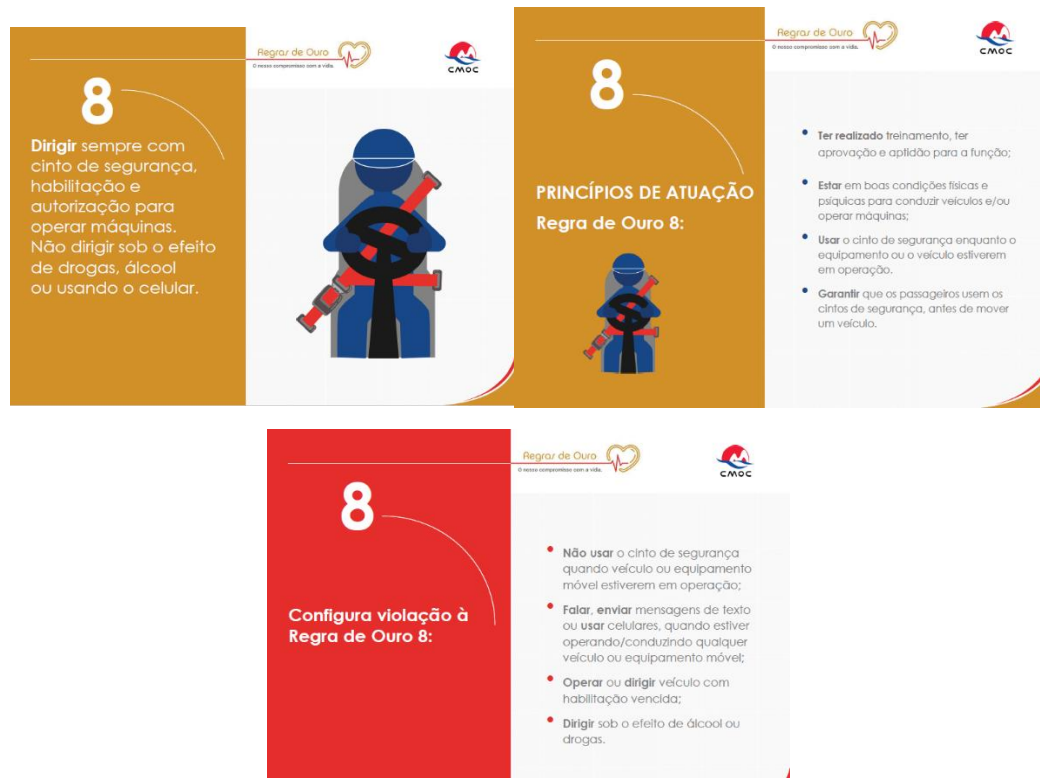 Regras de Ouro
O nosso compromisso com a vida.
CMOC
8
Dirigir sempre com
cinto de segurança,
habilitação e
autorização para
operar máquinas.
Não dirigir sob o efeito
de drogas, álcool
ou usando o celular.
Regras de Ouro
O nosso compromisso com a vida.
CMOC
8
PRINCÍPIOS DE ATUAÇÃO
Regra de Ouro 8:
• Ter realizado treinamento, ter
aprovação e aptidão para a função;
• Estar em boas condições físicas e
psíquicas para conduzir veículos e/ou
operar máquinas;
• Usar o cinto de segurança enquanto o
equipamento ou o veículo estiverem
em operação.
• Garantir que os passageiros usem os
cintos de segurança, antes de mover
um veículo.
Regras de Ouro
O nosso compromisso com a vida.
CMOC
8
Configura violação à
Regra de Ouro 8:
• Não usar o cinto de segurança
quando veículo ou equipamento
móvel estiverem em operação;
• Falar, enviar mensagens de texto
ou usar celulares, quando estiver
operando/conduzindo qualquer
veículo ou equipamento móvel;
• Operar ou dirigir veículo com
habilitação vencida;
• Dirigir sob o efeito de álcool ou
drogas.